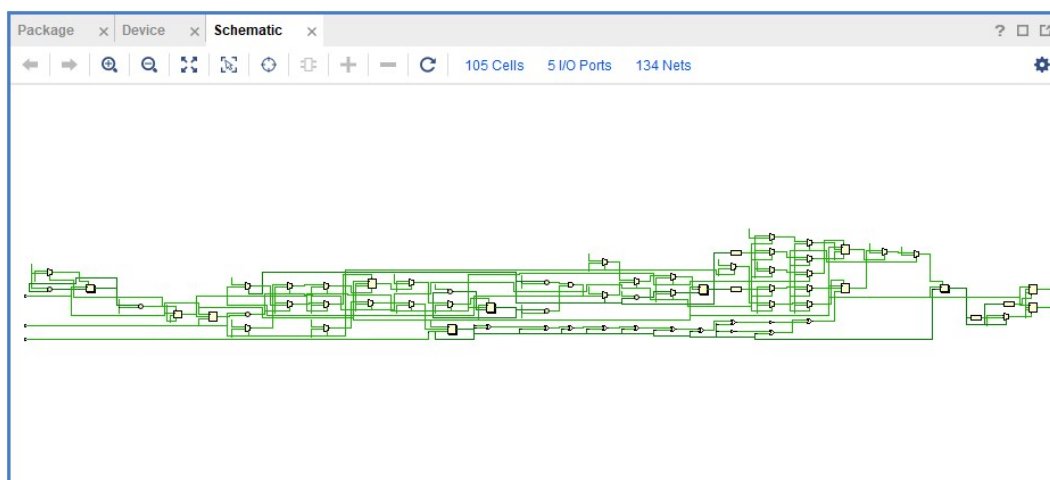 Package × Device × Schematic × ?
105 Cells 5 I/O Ports 134 Nets